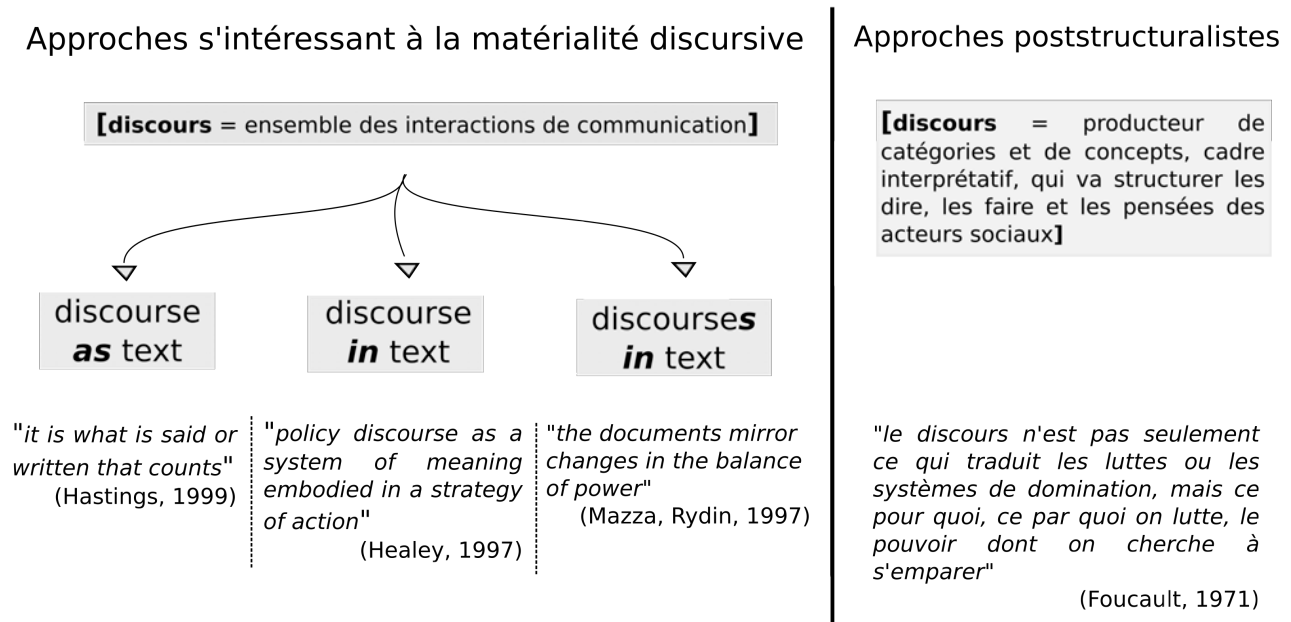 Approches s'intéressant à la matérialité discursive
[discours = ensemble des interactions de communication]
discourse
as text
discourse
in text
discourses
in text
"it is what is said or
written that counts"
(Hastings, 1999)
"policy discourse as a
system of meaning
embodied in a strategy
of action"
(Healey, 1997)
"the documents mirror
changes in the balance
of power"
(Mazza, Rydin, 1997)
Approches poststructuralistes
[discours = producteur de
catégories et de concepts, cadre
interprétatif, qui va structurer les
dire, les faire et les pensées des
acteurs sociaux]
"le discours n'est pas seulement
ce qui traduit les luttes ou les
systèmes de domination, mais ce
pour quoi, ce par quoi on lutte, le
pouvoir dont on cherche à
s'emparer"
(Foucault, 1971)